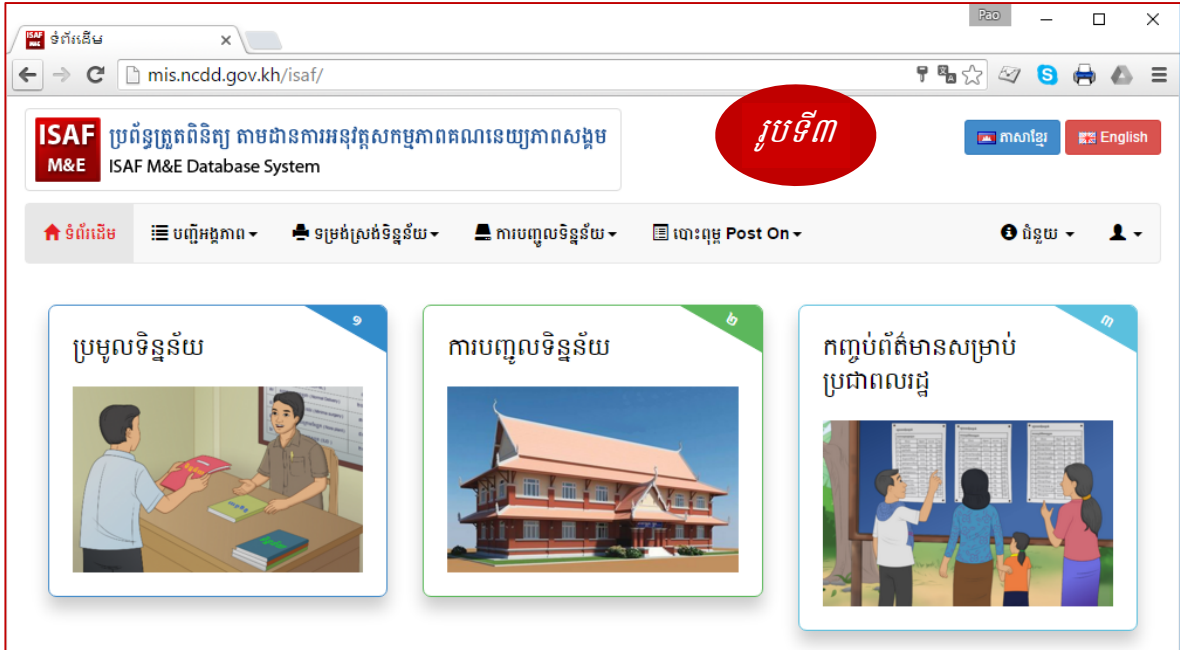 Pao
ទំព័រដើម
mis.ncdd.gov.kh/isaf/
ISAF M&E
ប្រព័ន្ធត្រួតពិនិត្យ តាមដានការអនុវត្តសកម្មភាពគណនេយ្យភាពសង្គម
ISAF M&E Database System
រូបទី៣
ភាសាខ្មែរ
English
ទំព័រដើម
បញ្ជីអង្គភាព
ទម្រង់ស្រង់ទិន្នន័យ
ការបញ្ចូលទិន្នន័យ
បោះពុម្ព Post On
ជំនួយ
១
ប្រមូលទិន្នន័យ
២
ការបញ្ចូលទិន្នន័យ
៣
កញ្ចប់ព័ត៌មានសម្រាប់
ប្រជាពលរដ្ឋ